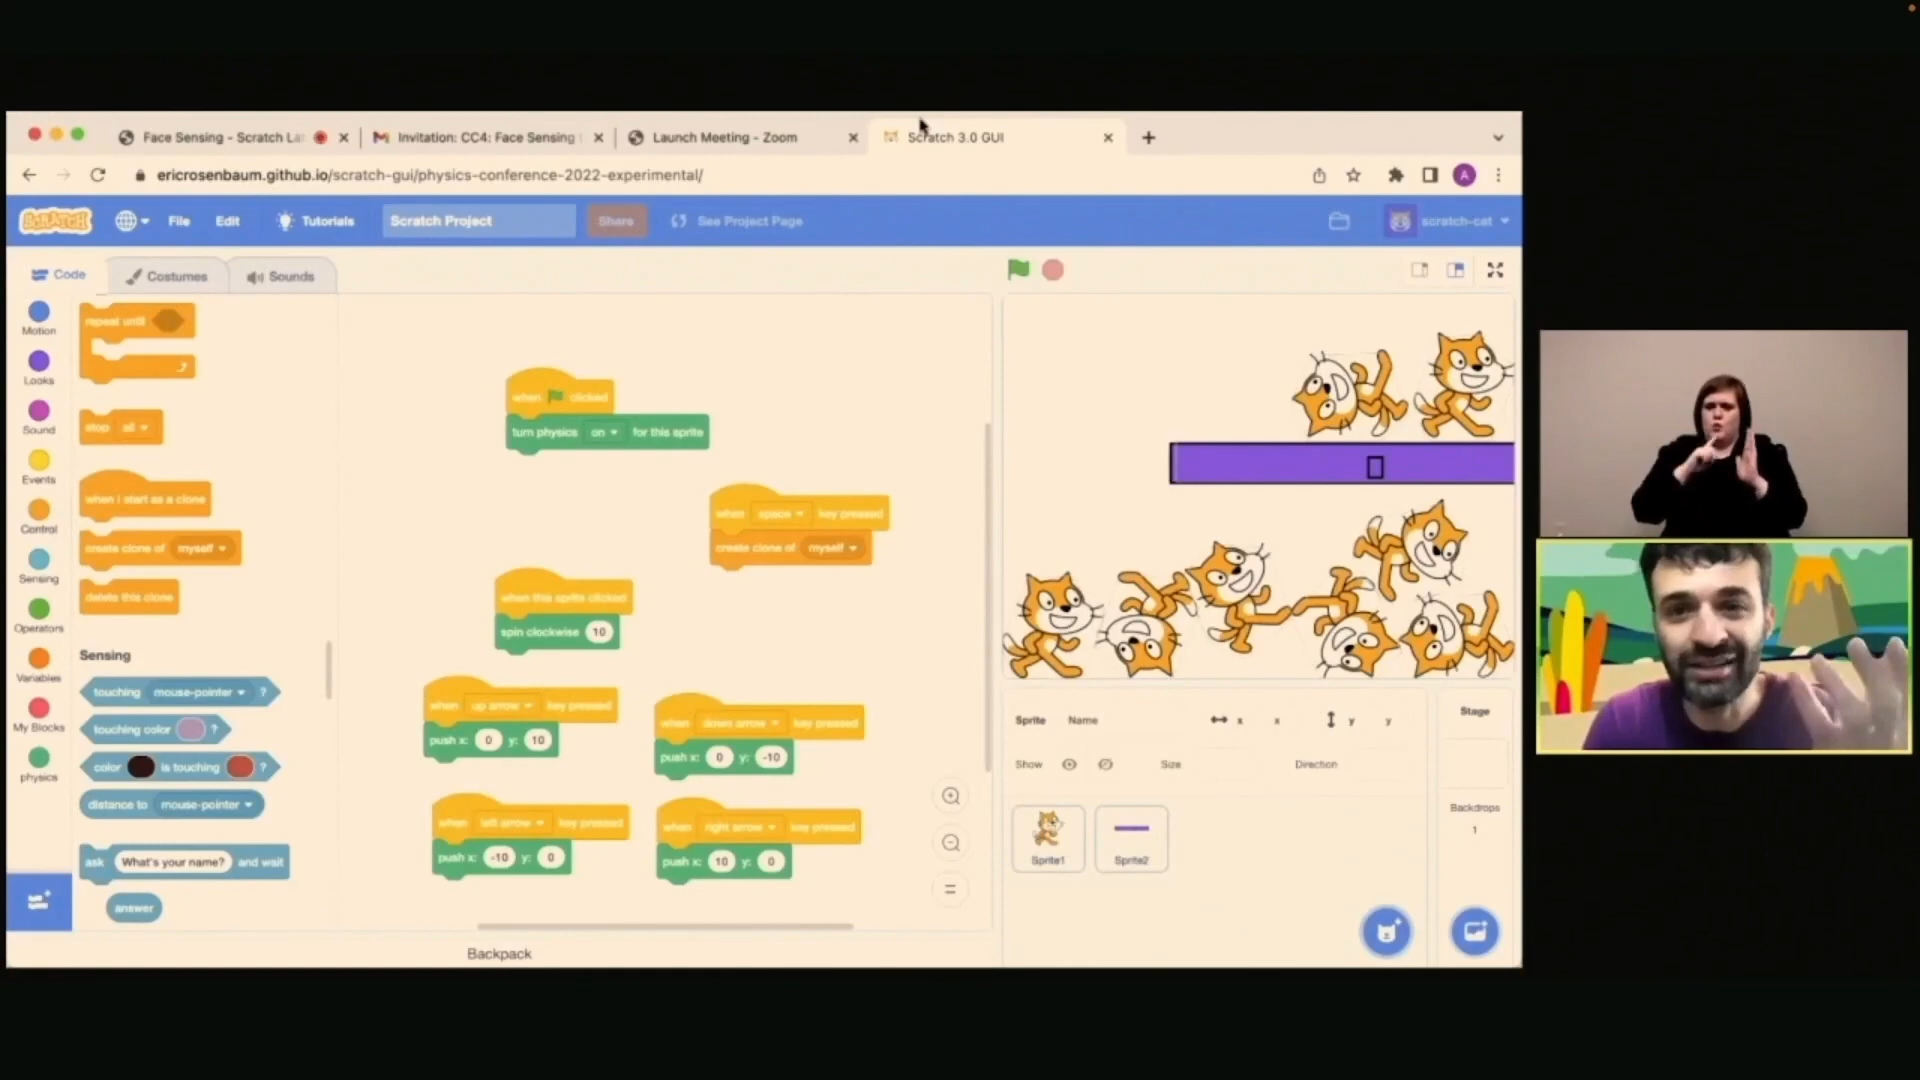 Face Sensing - Scratch La
Invitation: CC4: Face Sensing
Launch Meeting - Zoom
Scratch 3.0 GUI
ericrosenbaum.github.io/scratch-gui/physics-conference-2022-experimental/
A
SCRATCH
File
Edit
Tutorials
Scratch Project
Share
See Project Page
scratch-cat
Code
Costumes
Sounds
Motion
Looks
Sound
Events
Control
Sensing
Operators
Variables
My Blocks
physics
repeat until
stop all
when I start as a clone
create clone of myself
delete this clone
Sensing
touching mouse-pointer ?
touching color ?
color is touching ?
distance to mouse-pointer
ask What's your name? and wait
answer
when clicked
turn physics on for this sprite
when space key pressed
create clone of myself
when this sprite clicked
spin clockwise 10
when up arrow key pressed
push x: 0 y: 10
when down arrow key pressed
push x: 0 y: -10
when left arrow key pressed
push x: -10 y: 0
when right arrow key pressed
push x: 10 y: 0
Backpack
Sprite Name x x y y
Show Size Direction
Sprite1
Sprite2
Stage
Backdrops
1